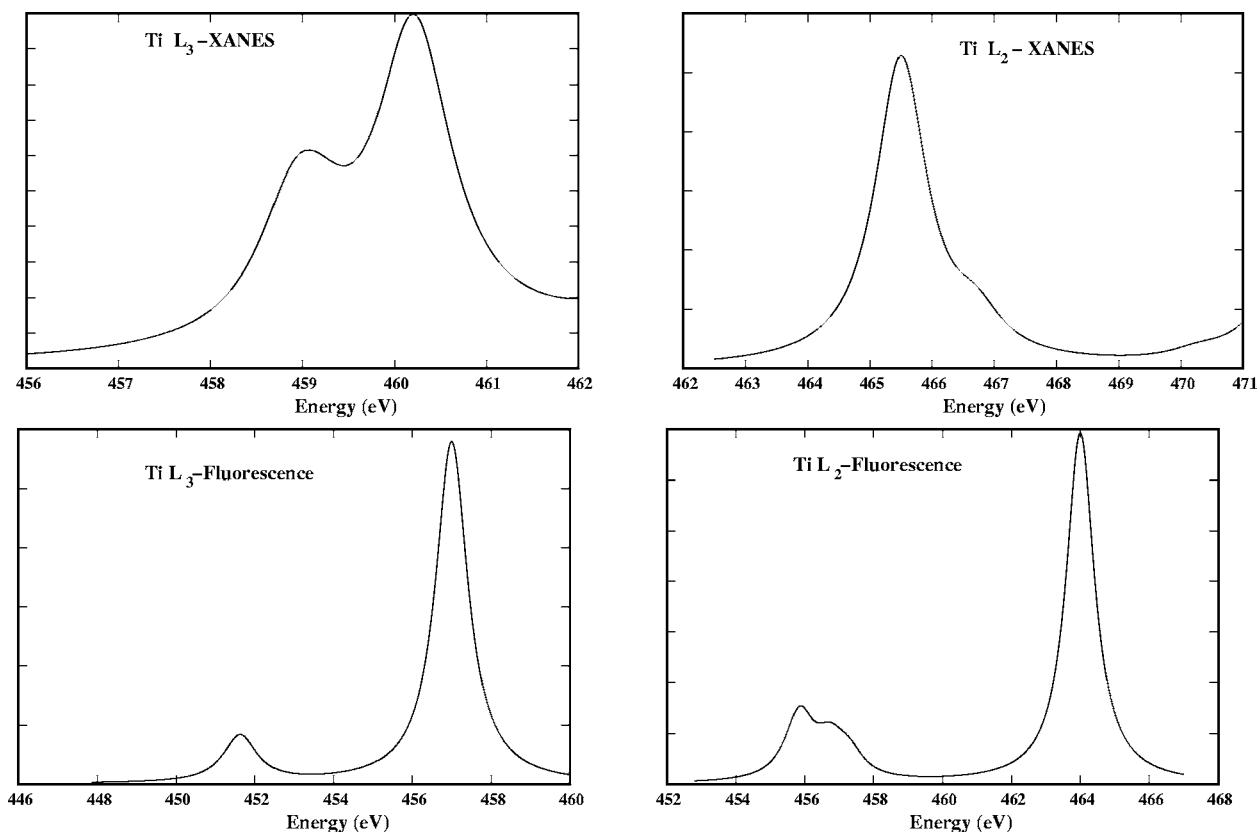 Ti L3–XANES
456 457 458 459 460 461 462
Energy (eV)
Ti L2– XANES
462 463 464 465 466 467 468 469 470 471
Energy (eV)
Ti L3–Fluorescence
446 448 450 452 454 456 458 460
Energy (eV)
Ti L2–Fluorescence
452 454 456 458 460 462 464 466 468
Energy (eV)